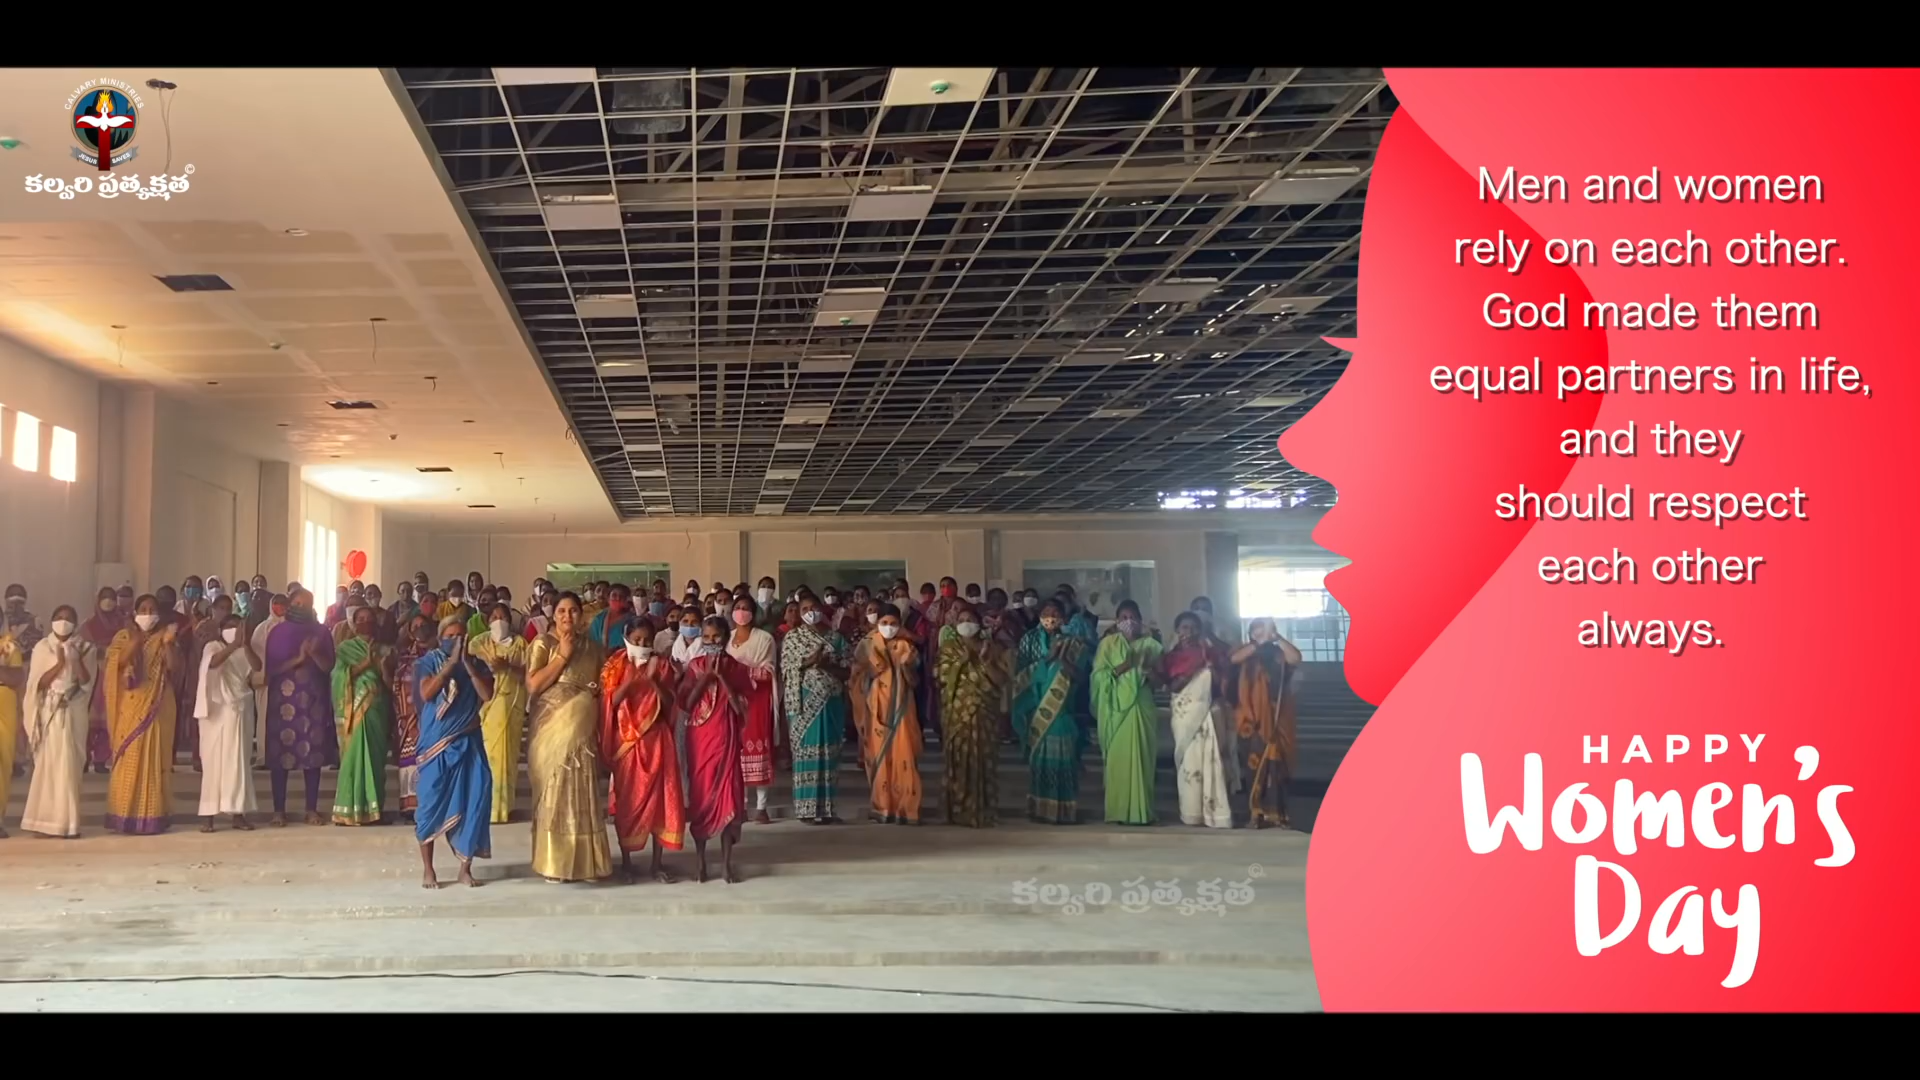 CALVARY MINISTRIES
JESUS SAVES
కల్వరి ప్రత్యక్షత©
Men and women
rely on each other.
God made them
equal partners in life,
and they
should respect
each other
always.
HAPPY
Women's
Day
కల్వరి ప్రత్యక్షత©